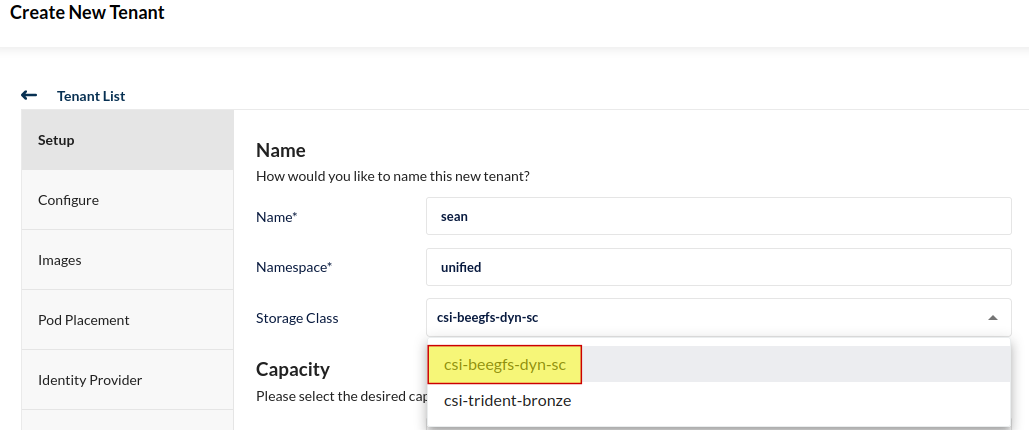 Create New Tenant
Tenant List
Setup
Configure
Images
Pod Placement
Identity Provider
Name
How would you like to name this new tenant?
Name* sean
Namespace* unified
Storage Class csi-beegfs-dyn-sc
csi-beegfs-dyn-sc
csi-trident-bronze
Capacity
Please select the desired